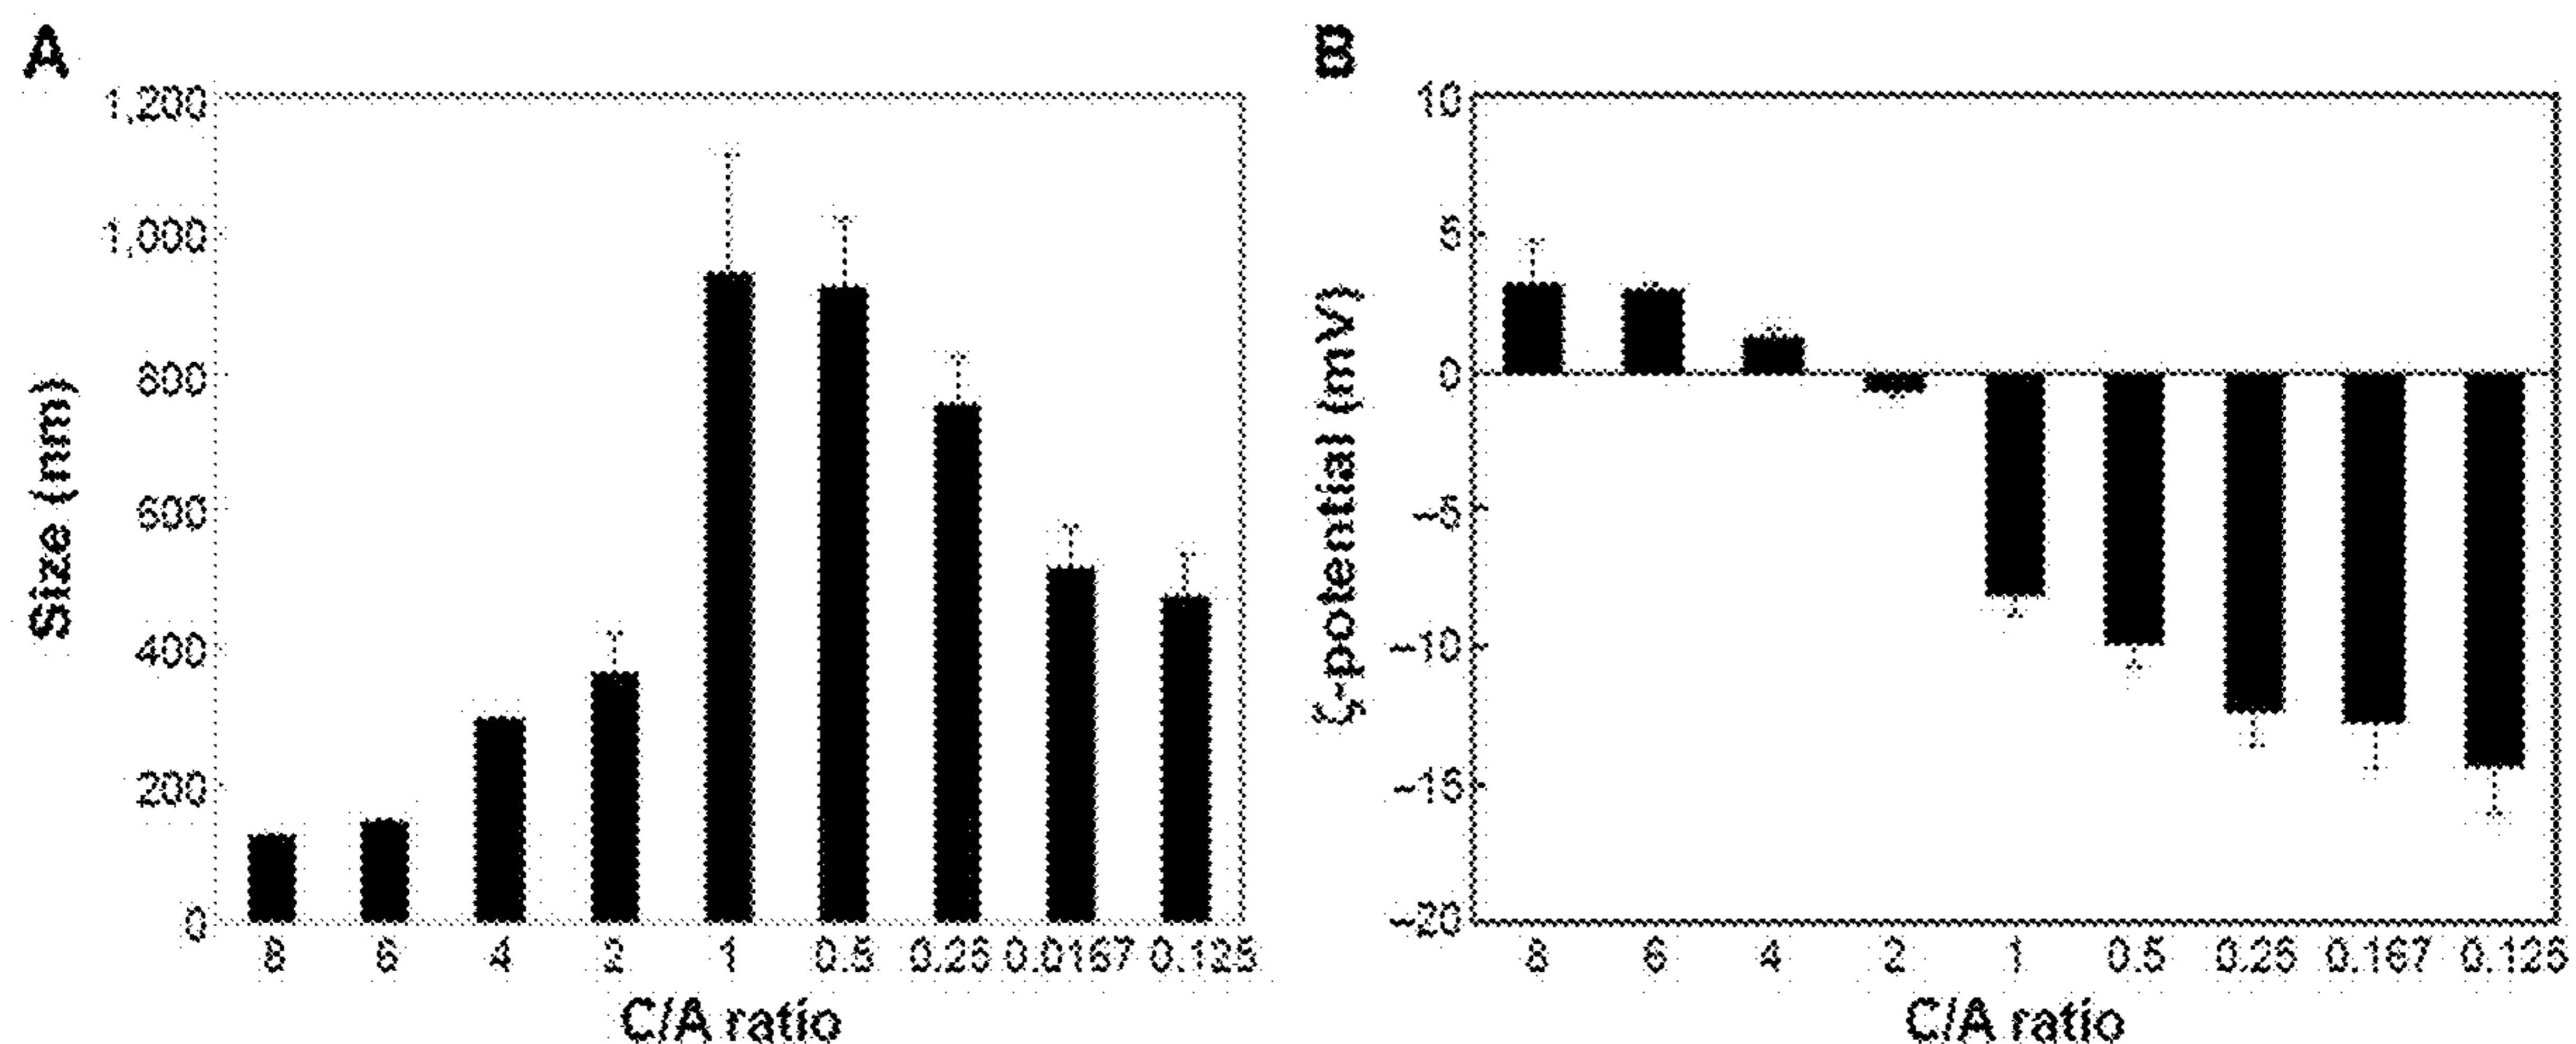 A
1,200
1,000
800
600
400
200
0
Size (nm)
8 6 4 2 1 0.5 0.25 0.0167 0.125
C/A ratio
B
10
5
0
−5
−10
−15
−20
ζ-potential (mV)
8 6 4 2 1 0.5 0.25 0.167 0.125
C/A ratio